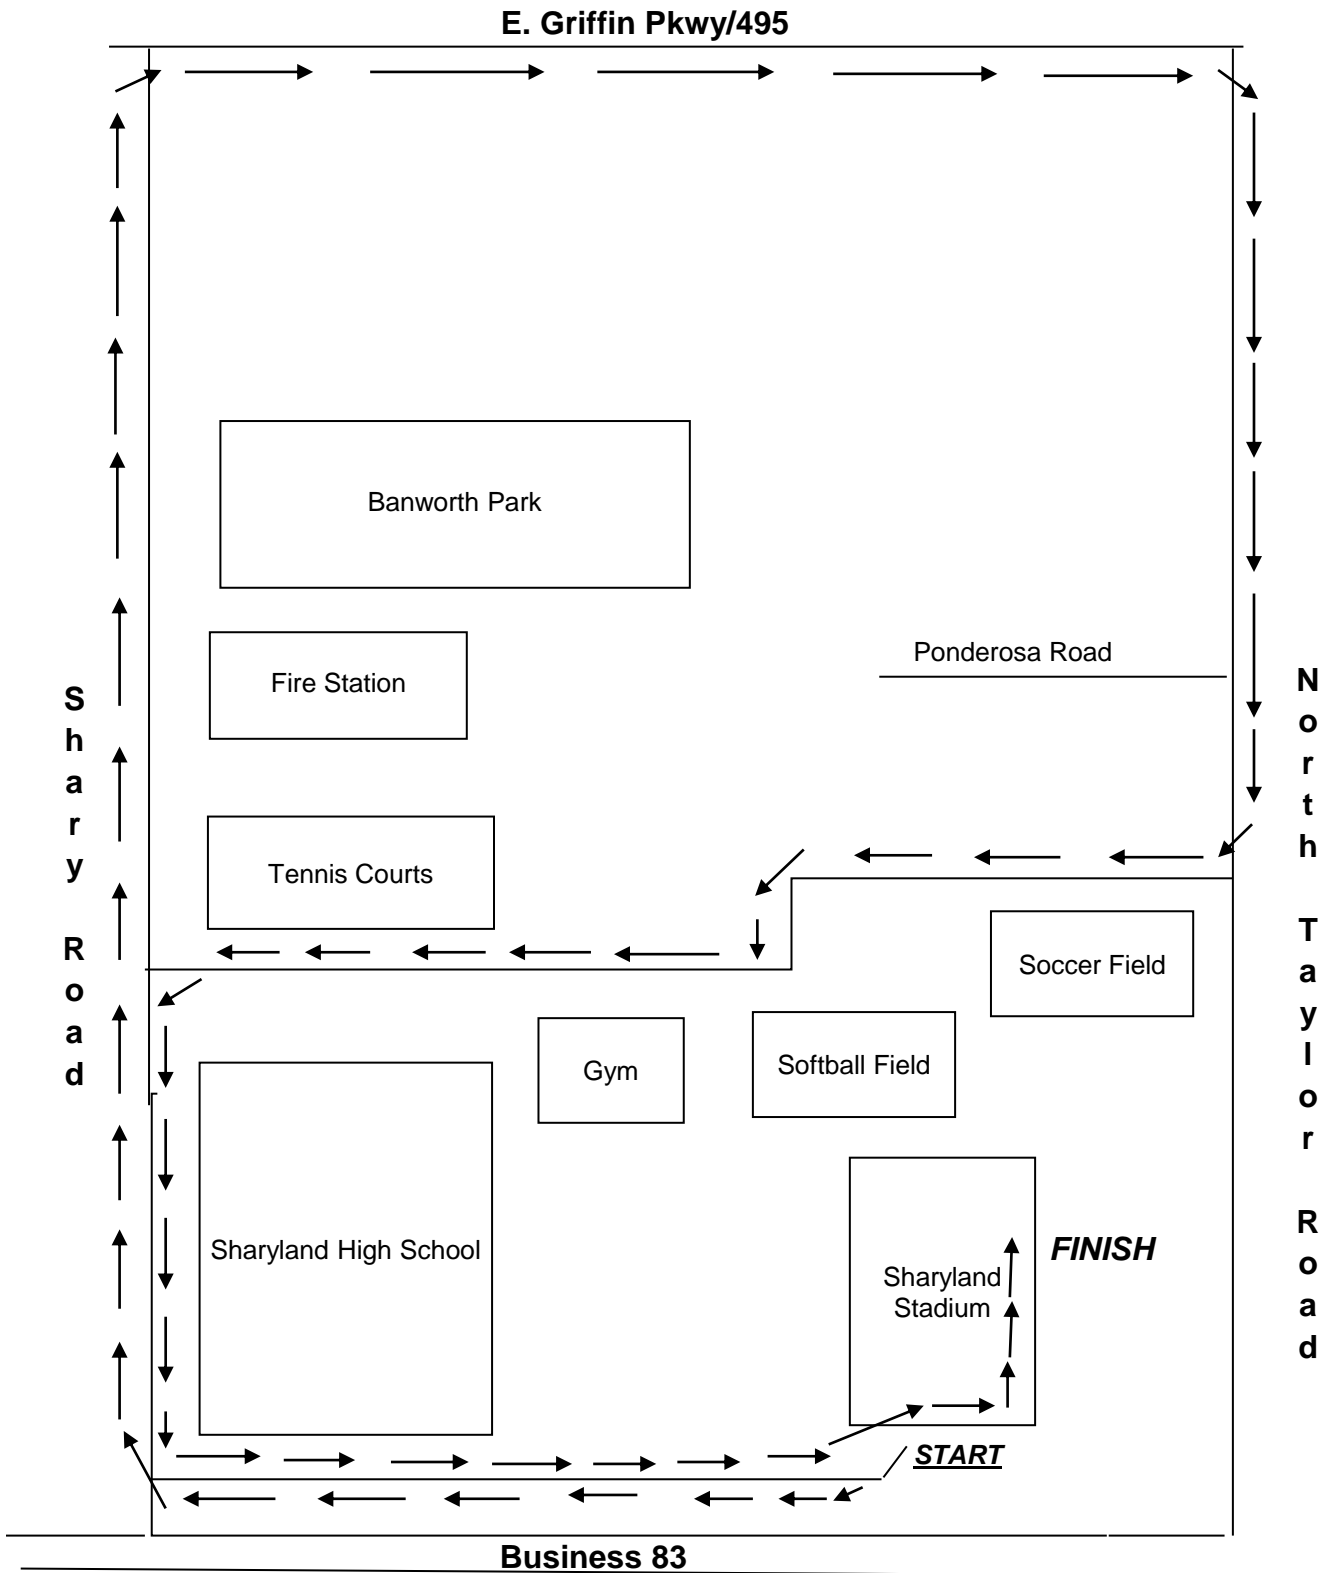 E. Griffin Pkwy/495
Banworth Park
Ponderosa Road
Fire Station
Shary Road
North Taylor Road
Tennis Courts
Soccer Field
Softball Field
Gym
Sharyland High School
FINISH
Sharyland
Stadium
START
Business 83